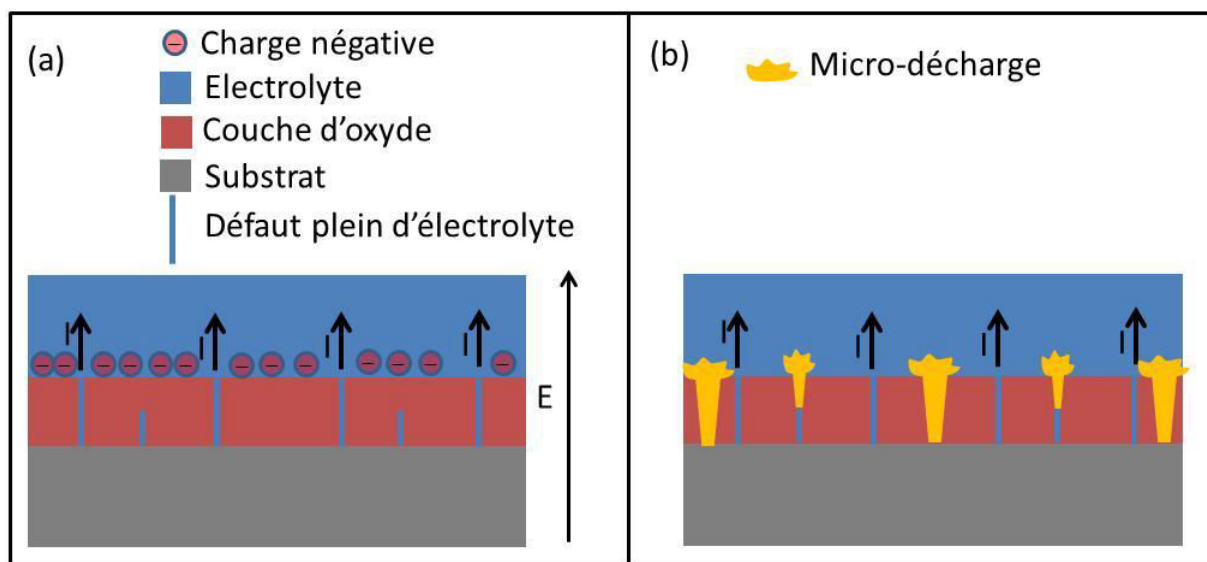 (a)
− Charge négative
Electrolyte
Couche d'oxyde
Substrat
Défaut plein d'électrolyte
I I I I
− − − − − − − − − − − − −
E
(b)
Micro-décharge
I I I I